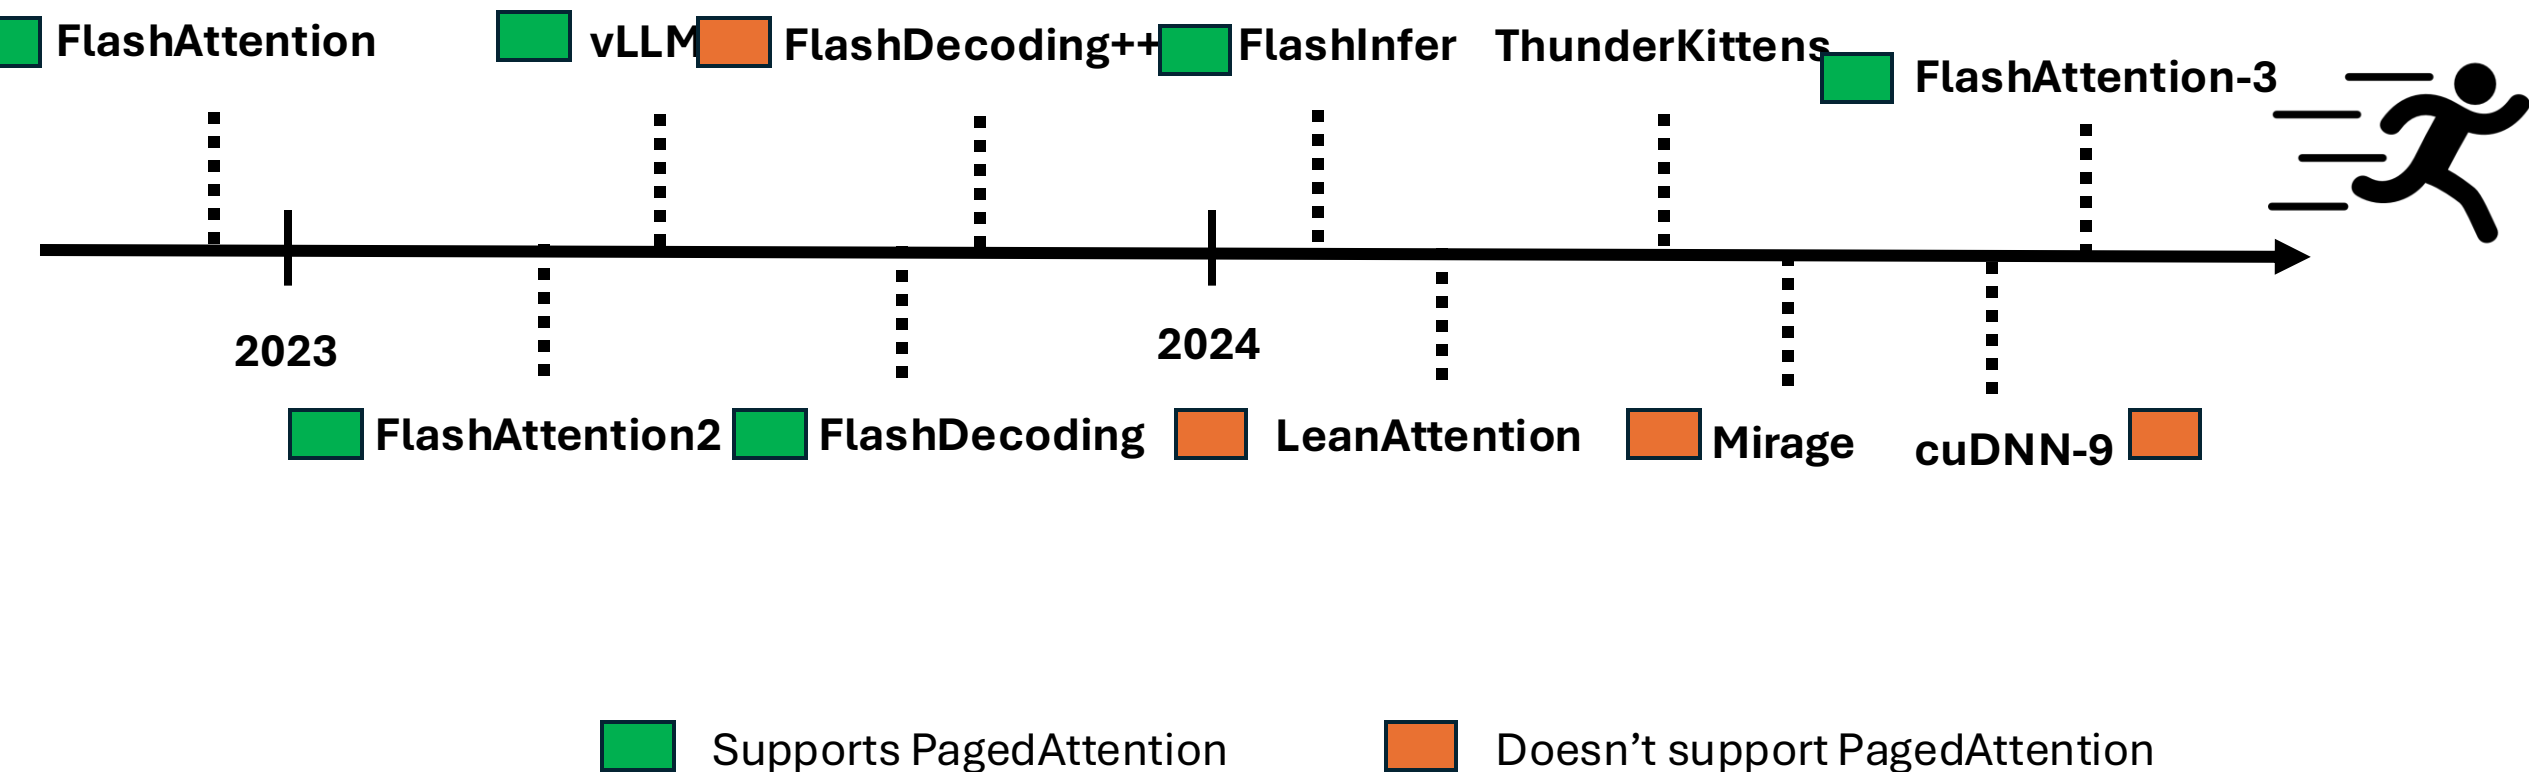 FlashAttention
vLLM
FlashDecoding++
FlashInfer
ThunderKittens
FlashAttention-3
2023
2024
FlashAttention2
FlashDecoding
LeanAttention
Mirage
cuDNN-9
Supports PagedAttention
Doesn’t support PagedAttention